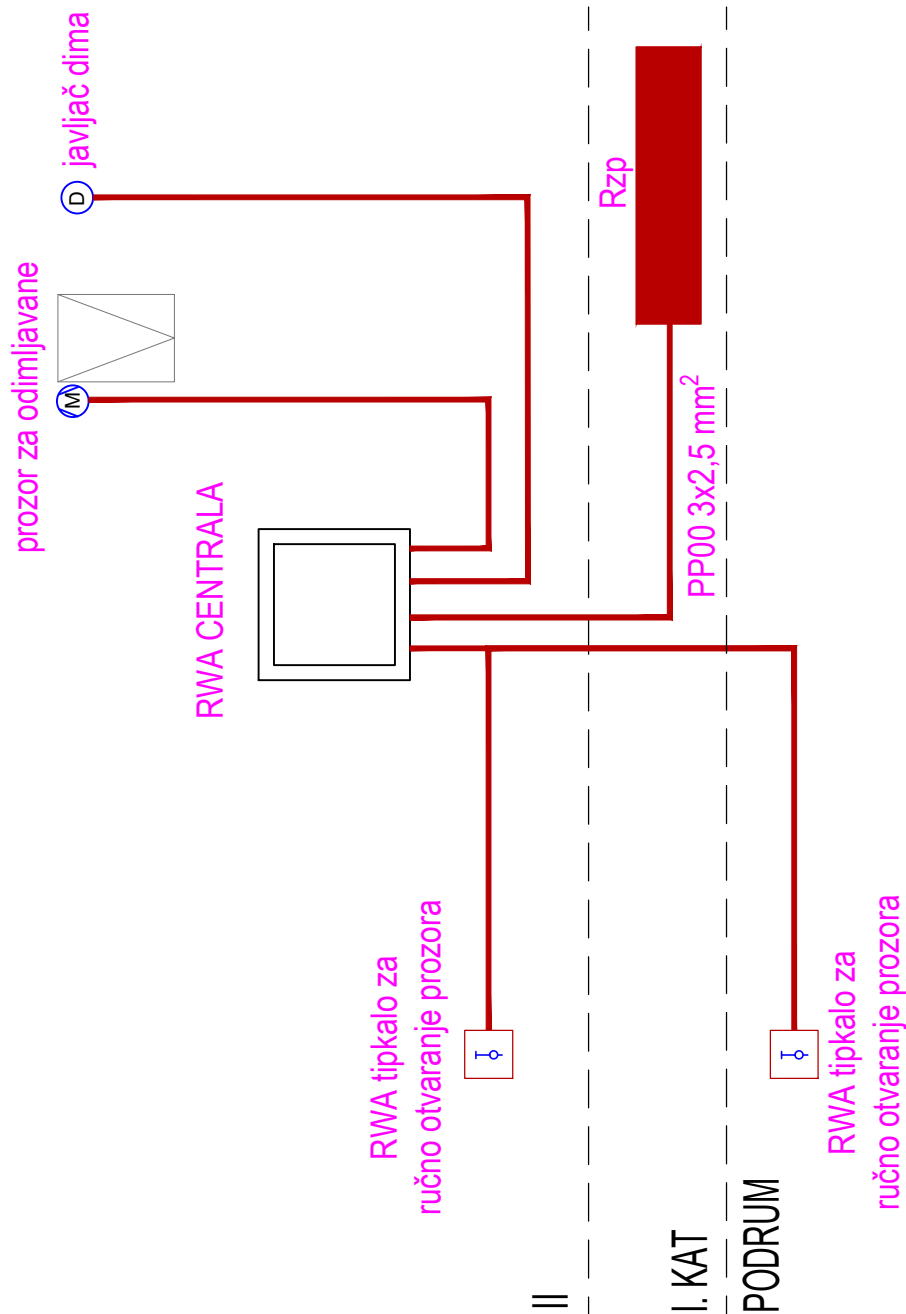 prozor za odimljavane
M
D
javljač dima
RWA CENTRALA
RWA tipkalo za
ručno otvaranje prozora
II
Rzp
PP00 3x2,5 mm²
I. KAT
PODRUM
RWA tipkalo za
ručno otvaranje prozora